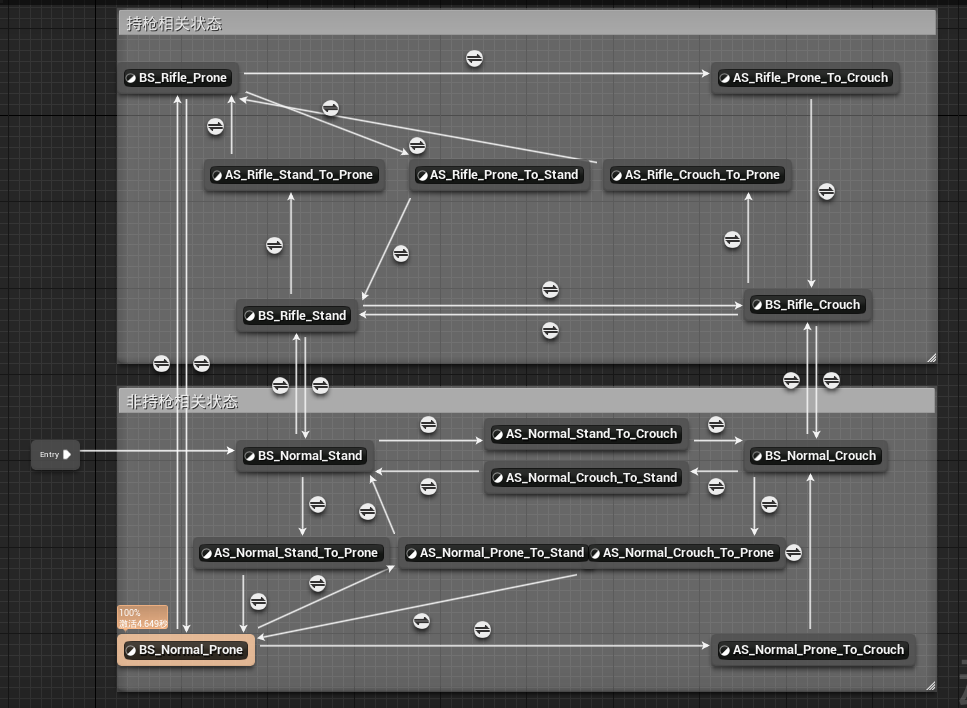 持枪相关状态
BS_Rifle_Prone
AS_Rifle_Prone_To_Crouch
AS_Rifle_Stand_To_Prone
AS_Rifle_Prone_To_Stand
AS_Rifle_Crouch_To_Prone
BS_Rifle_Stand
BS_Rifle_Crouch
非持枪相关状态
Entry
BS_Normal_Stand
AS_Normal_Stand_To_Crouch
AS_Normal_Crouch_To_Stand
BS_Normal_Crouch
AS_Normal_Stand_To_Prone
AS_Normal_Prone_To_Stand
AS_Normal_Crouch_To_Prone
100%
激活4.649秒
BS_Normal_Prone
AS_Normal_Prone_To_Crouch